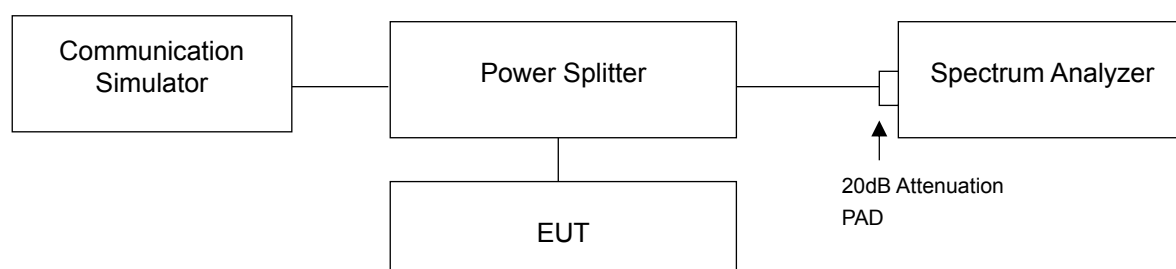 Communication
Simulator
Power Splitter
Spectrum Analyzer
20dB Attenuation
PAD
EUT